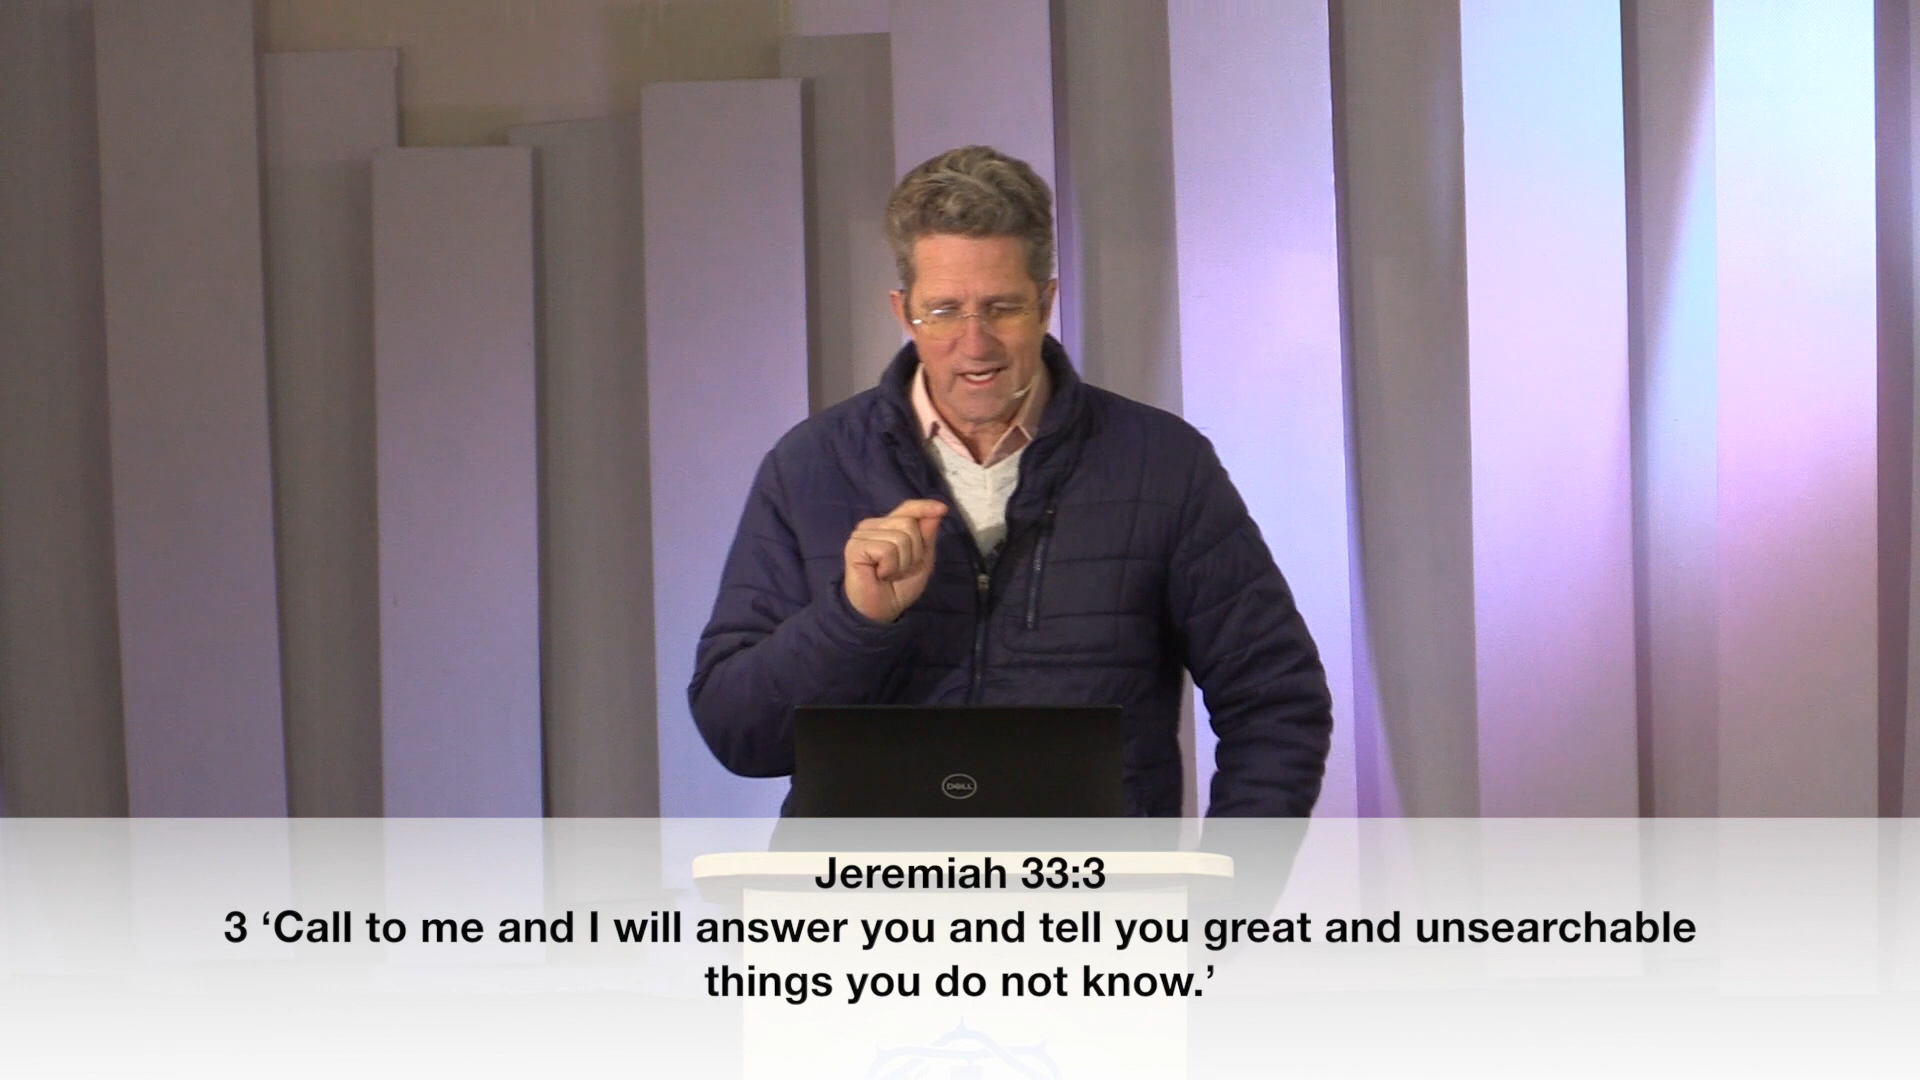 DELL
Jeremiah 33:3
3 ‘Call to me and I will answer you and tell you great and unsearchable
things you do not know.’